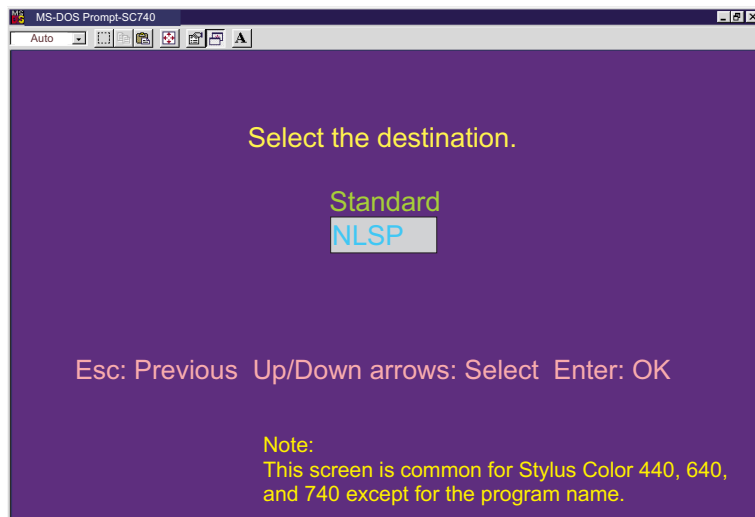 MS-DOS Prompt-SC740
Auto
A
Select the destination.
Standard
NLSP
Esc: Previous Up/Down arrows: Select Enter: OK
Note:
This screen is common for Stylus Color 440, 640,
and 740 except for the program name.